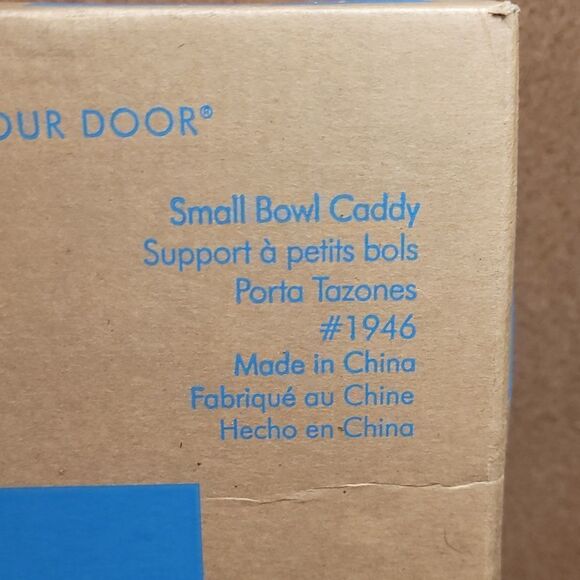 OUR DOOR®
Small Bowl Caddy
Support à petits bols
Porta Tazones
#1946
Made in China
Fabriqué au Chine
Hecho en China